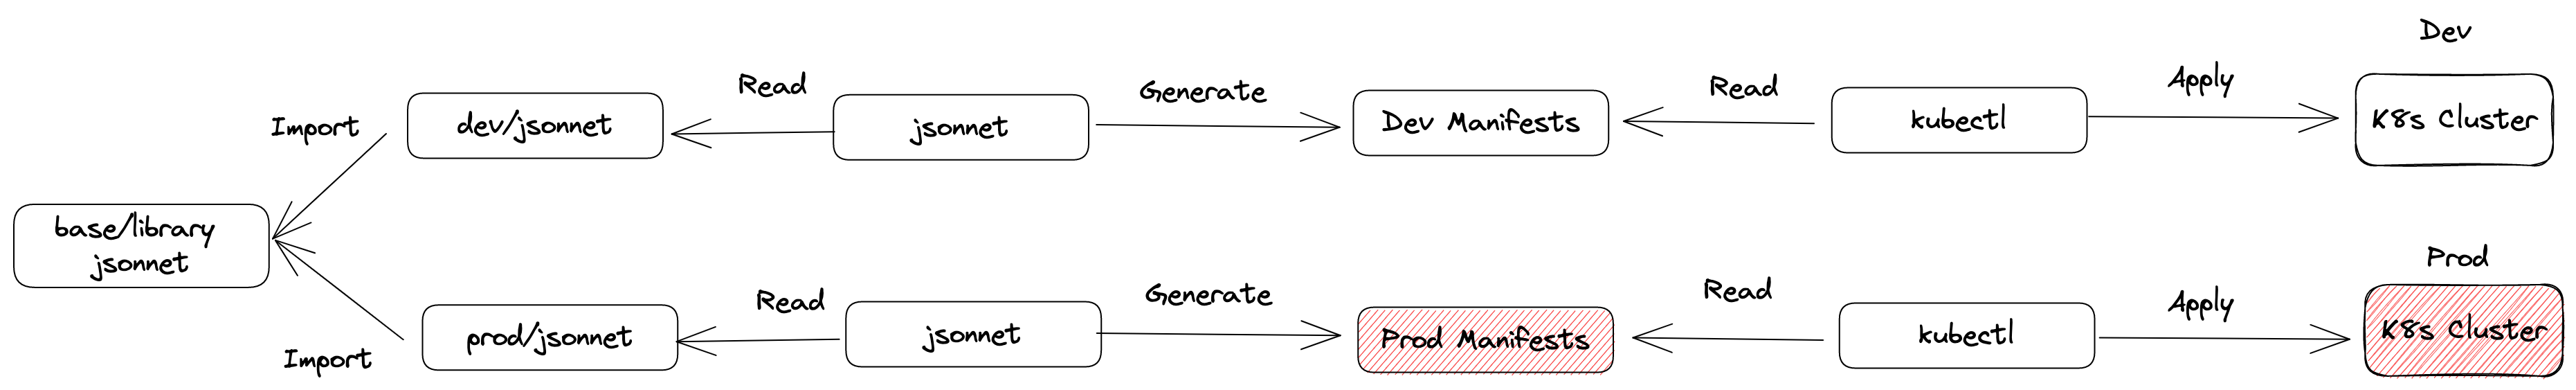 Dev
Import
dev/jsonnet
Read
jsonnet
Generate
Dev Manifests
Read
kubectl
Apply
K8s Cluster
base/library
jsonnet
Prod
Import
prod/jsonnet
Read
jsonnet
Generate
Prod Manifests
Read
kubectl
Apply
K8s Cluster